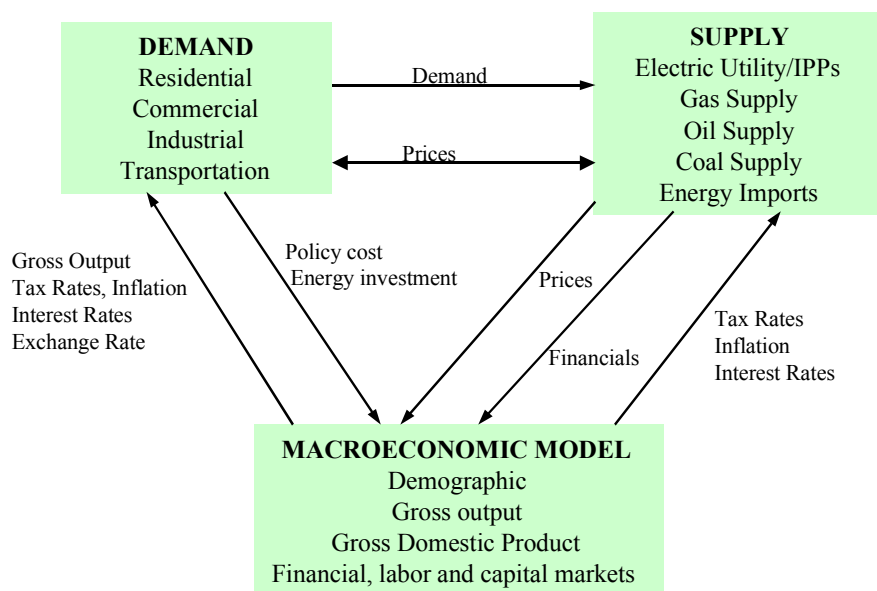 DEMAND
Residential
Commercial
Industrial
Transportation
Demand
Prices
SUPPLY
Electric Utility/IPPs
Gas Supply
Oil Supply
Coal Supply
Energy Imports
Gross Output
Tax Rates, Inflation
Interest Rates
Exchange Rate
Policy cost
Energy investment
Prices
Financials
Tax Rates
Inflation
Interest Rates
MACROECONOMIC MODEL
Demographic
Gross output
Gross Domestic Product
Financial, labor and capital markets